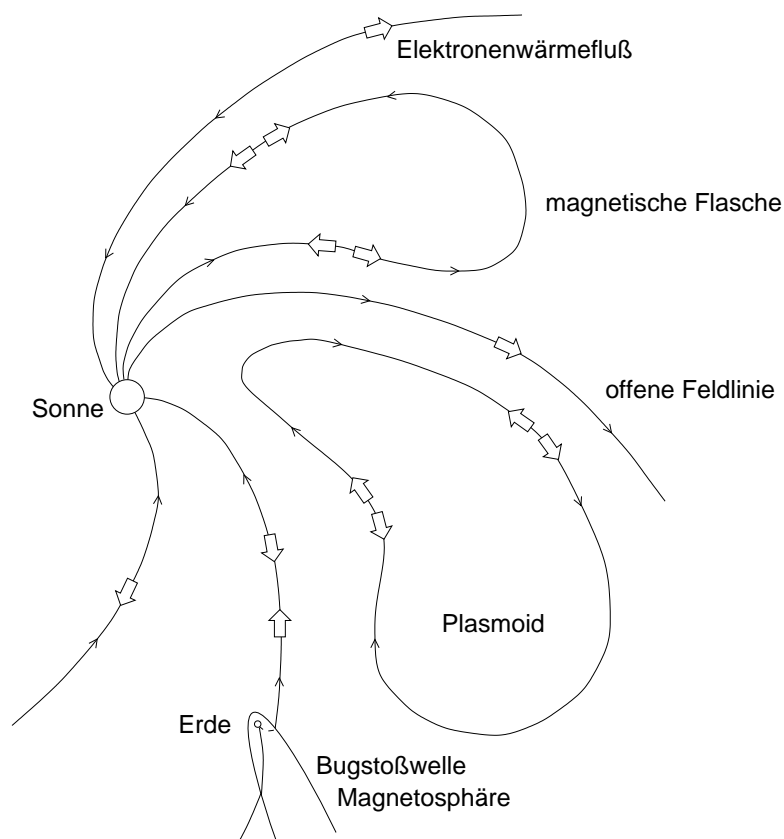 Elektronenwärmefluß
magnetische Flasche
offene Feldlinie
Sonne
Plasmoid
Erde
Bugstoßwelle
Magnetosphäre